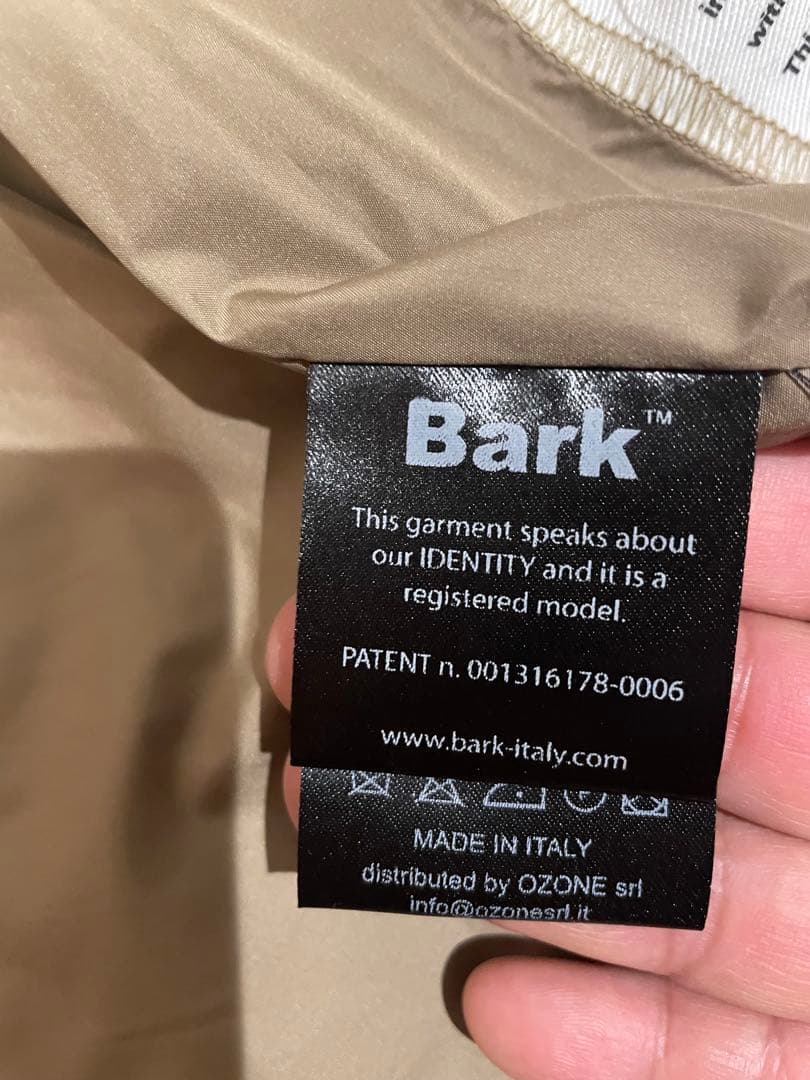 Thi
Bark™
This garment speaks about
our IDENTITY and it is a
registered model.
PATENT n. 001316178-0006
www.bark-italy.com
MADE IN ITALY
distributed by OZONE srl
info@ozonesrl.it